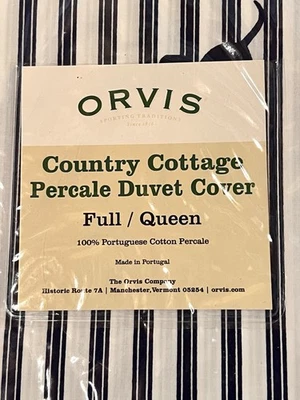 ORVIS
SPORTING TRADITIONS
Since 1856
Country Cottage
Percale Duvet Cover
Full / Queen
100% Portuguese Cotton Percale
Made in Portugal
The Orvis Company
Historic Route 7A | Manchester, Vermont 05254 | orvis.com